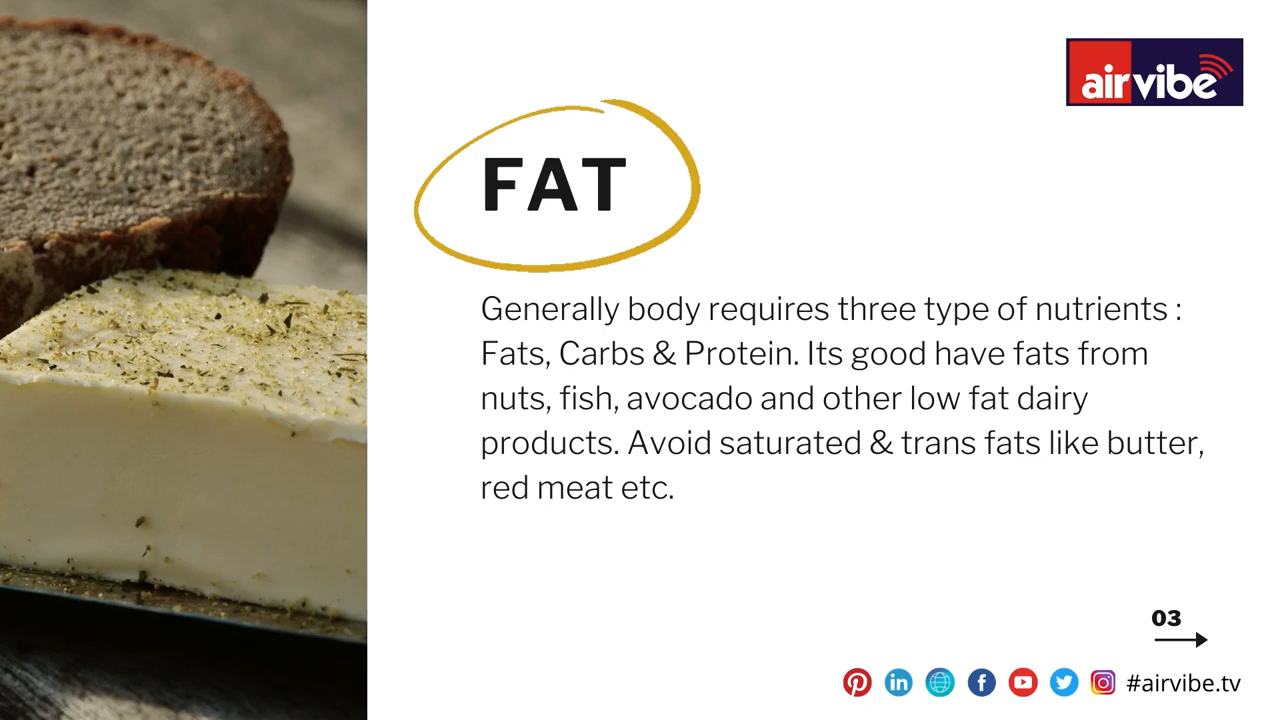 airvibe
FAT
Generally body requires three type of nutrients :
Fats, Carbs & Protein. Its good have fats from
nuts, fish, avocado and other low fat dairy
products. Avoid saturated & trans fats like butter,
red meat etc.
03
#airvibe.tv